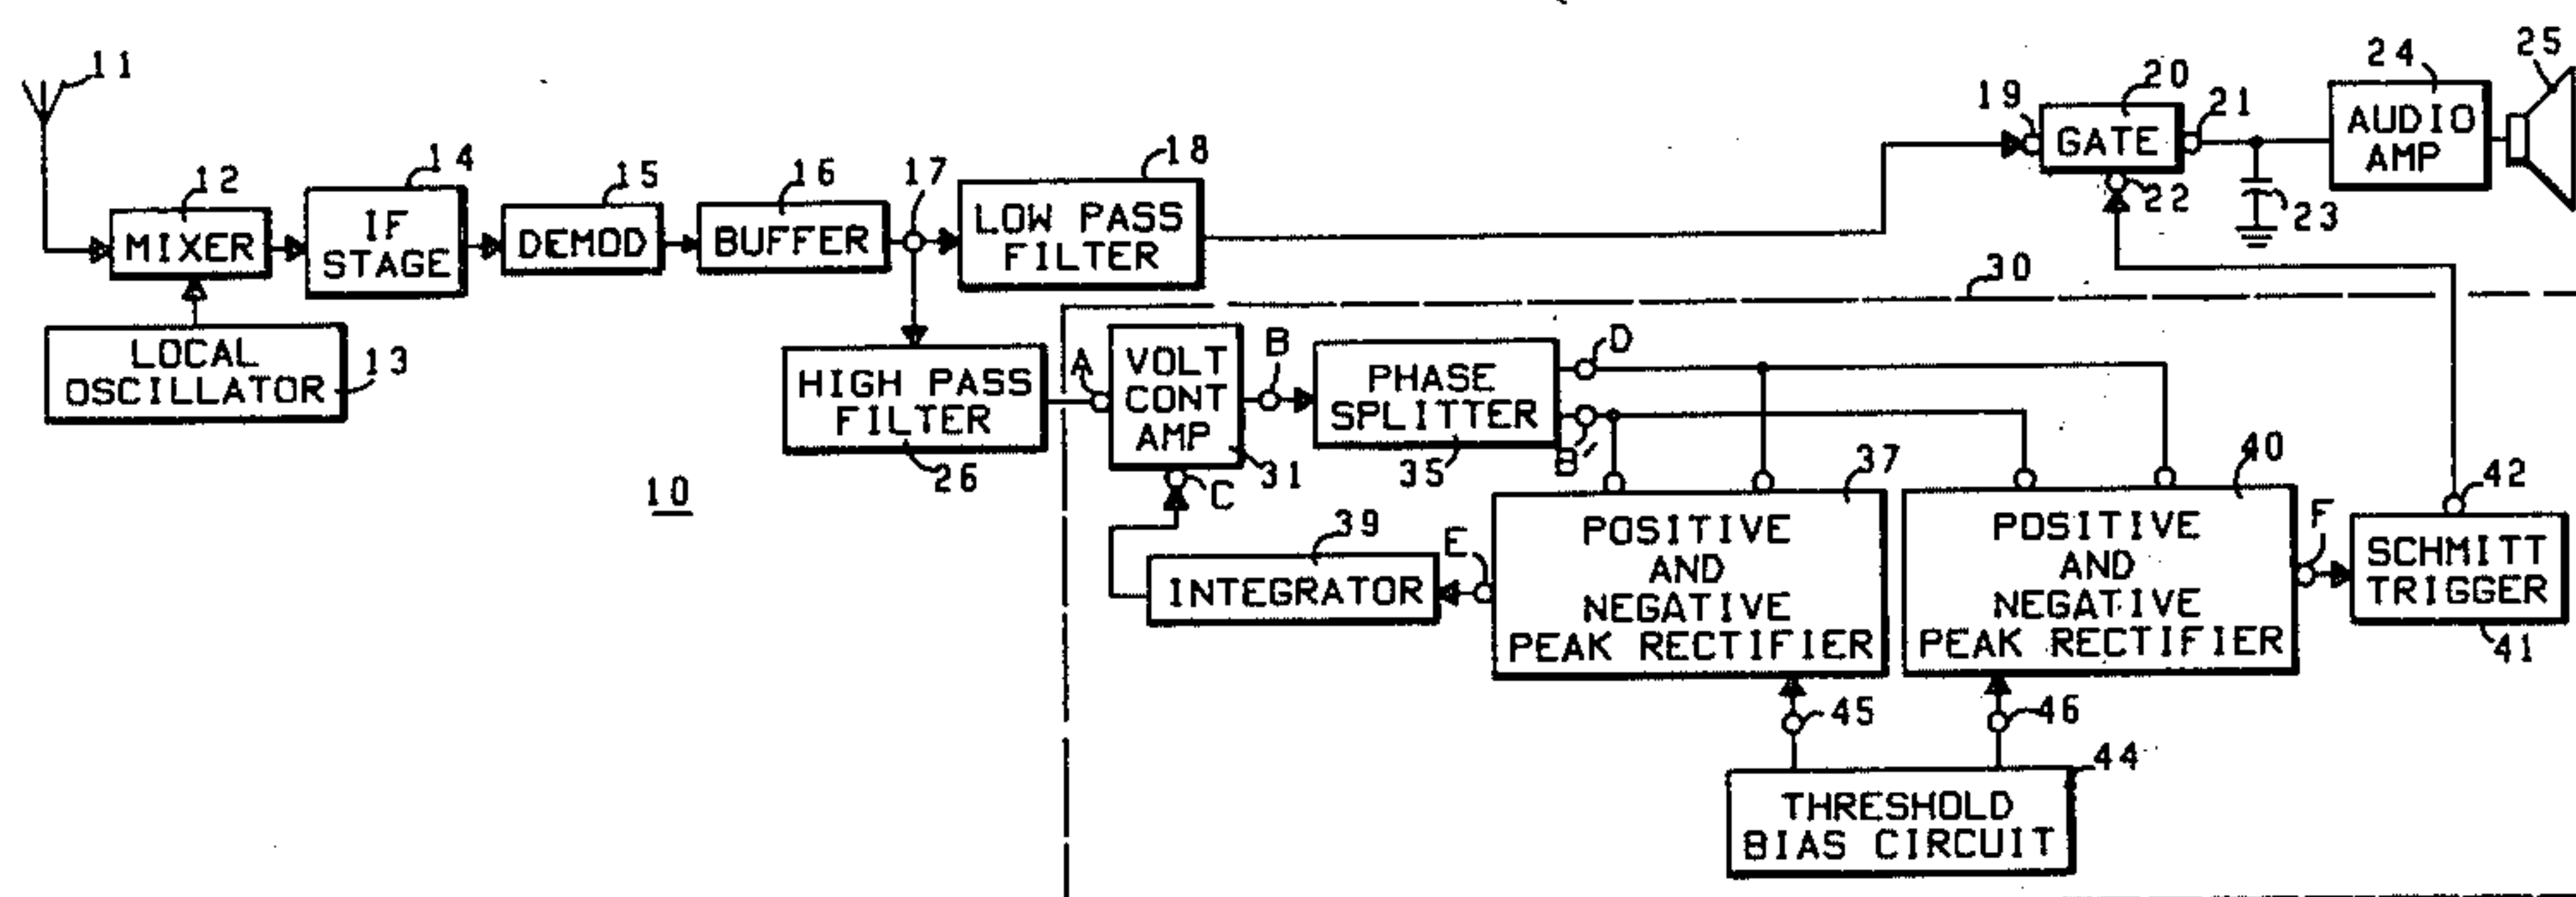 11
12
MIXER
14
IF
STAGE
15
DEMOD
16
BUFFER
17
18
LOW PASS
FILTER
19
20
GATE
21
22
23
24
AUDIO
AMP
25
LOCAL
OSCILLATOR
13
HIGH PASS
FILTER
26
10
30
A
VOLT
CONT
AMP
31
B
C
PHASE
SPLITTER
35
D
B'
37
POSITIVE
AND
NEGATIVE
PEAK RECTIFIER
40
POSITIVE
AND
NEGATIVE
PEAK RECTIFIER
42
F
SCHMITT
TRIGGER
41
39
INTEGRATOR
E
45
46
44
THRESHOLD
BIAS CIRCUIT